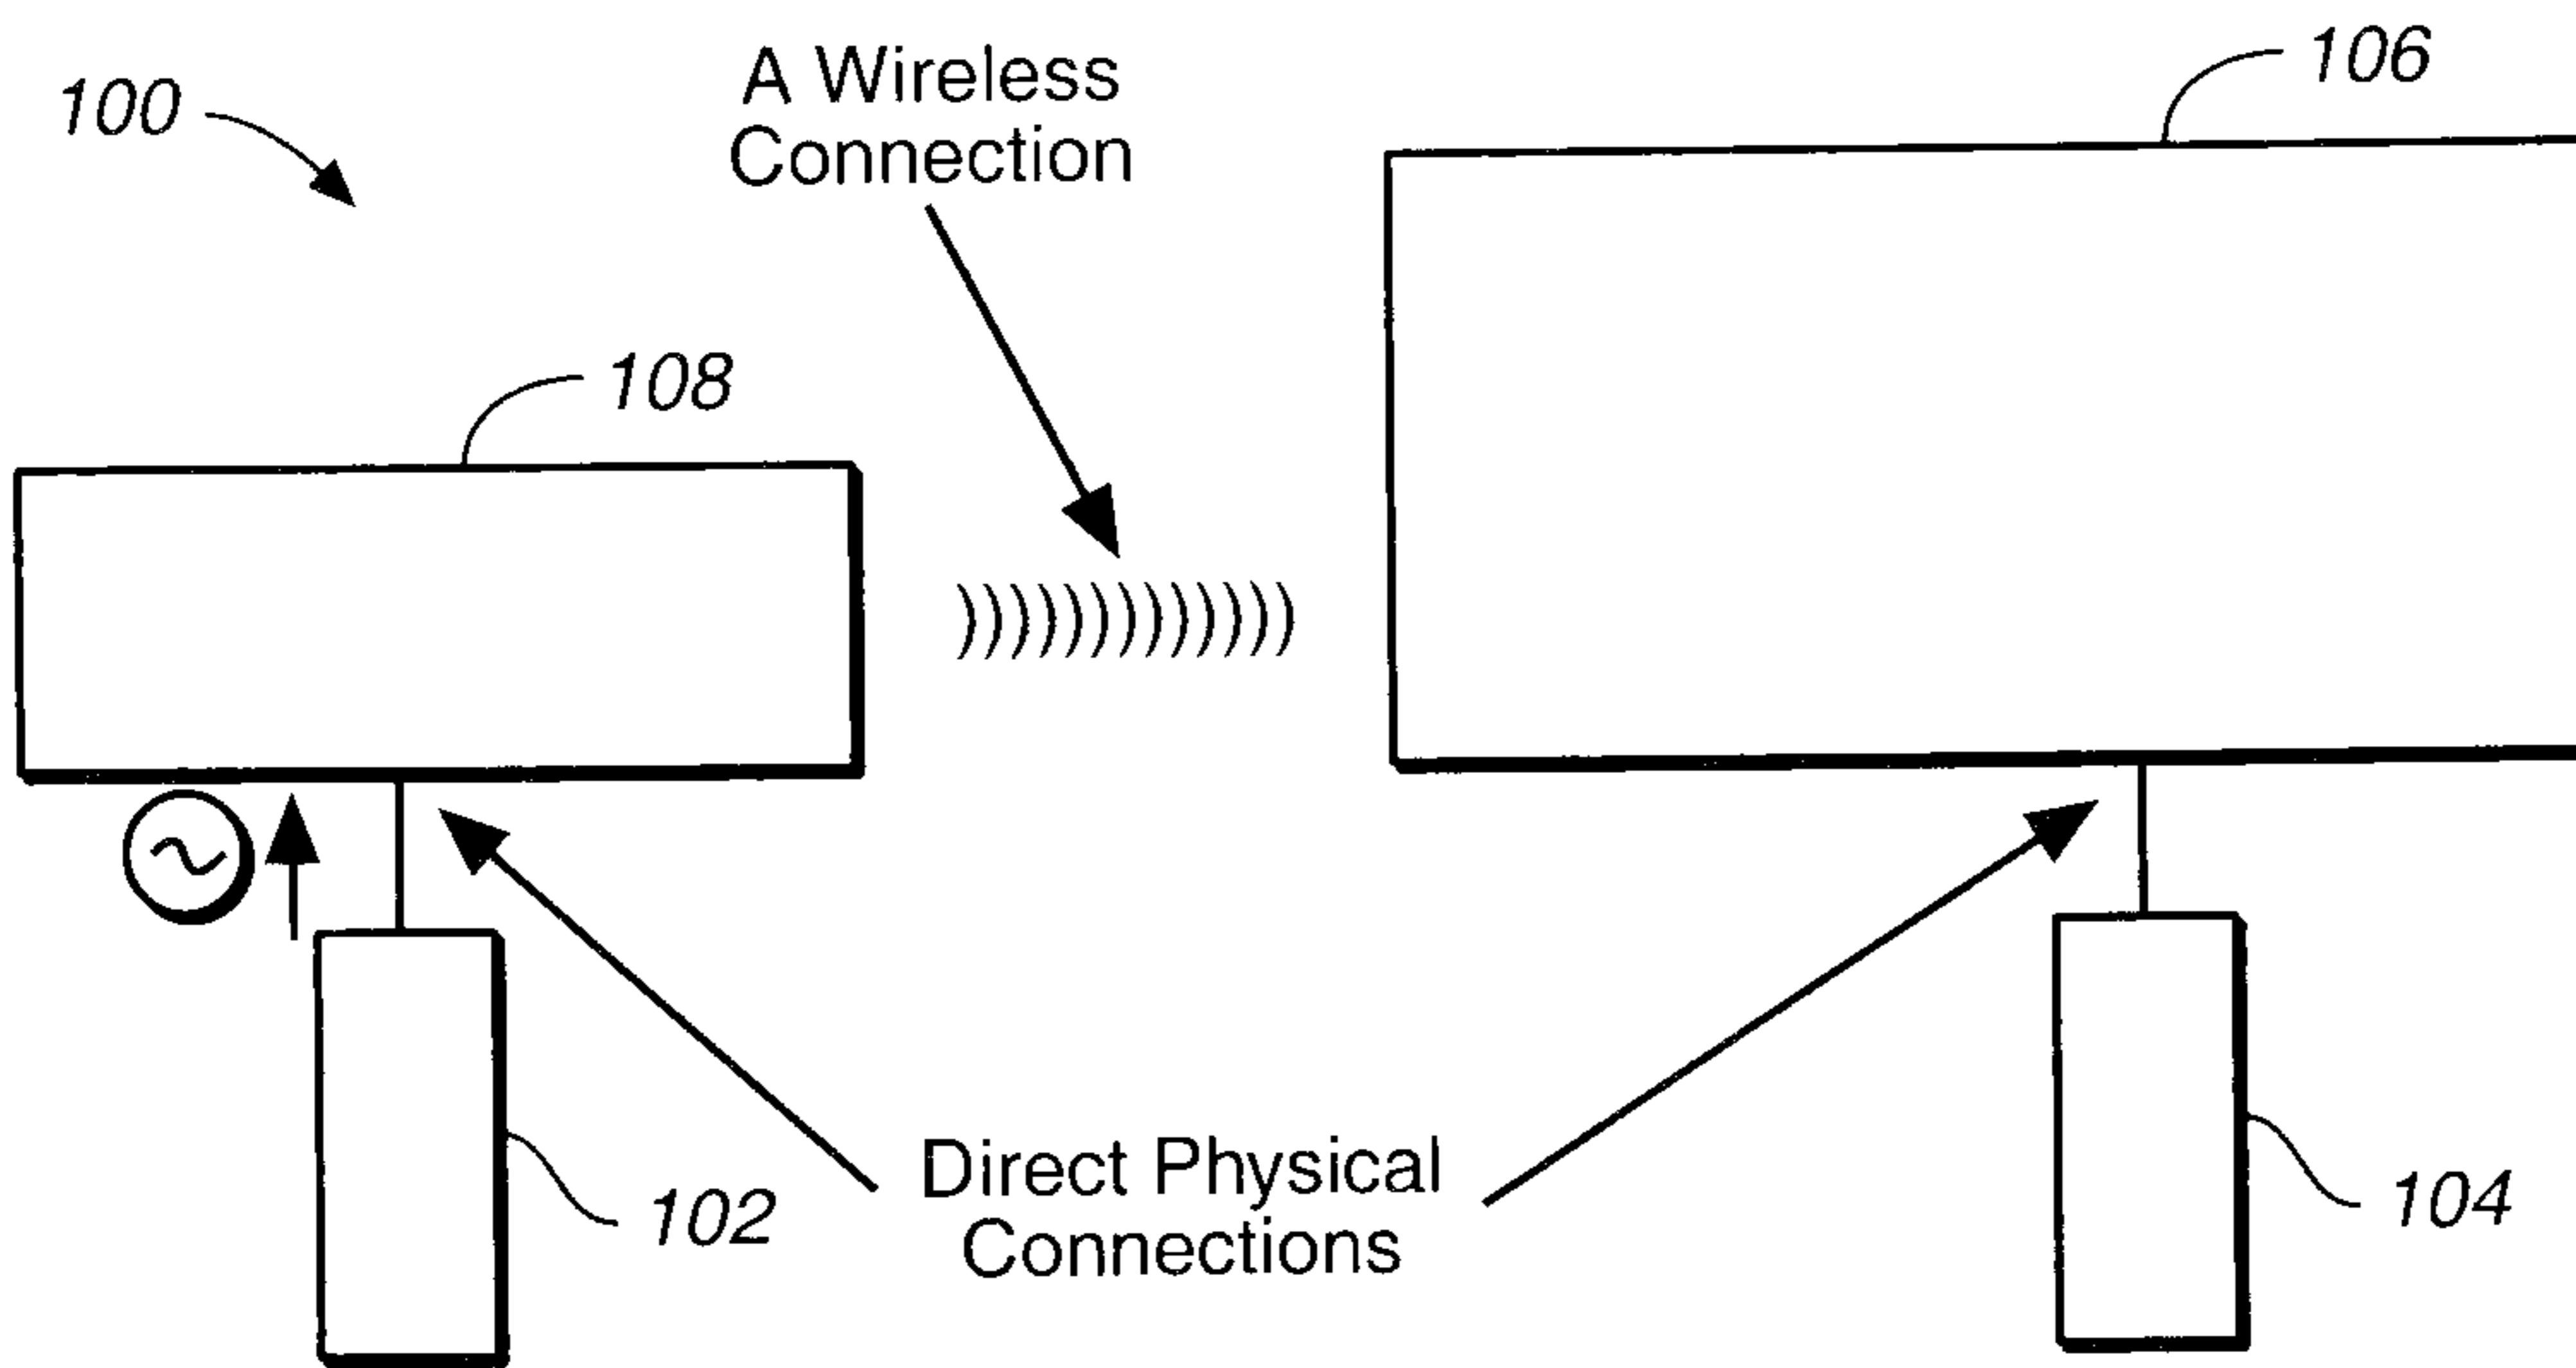 100
A Wireless
Connection
106
108
102
Direct Physical
Connections
104